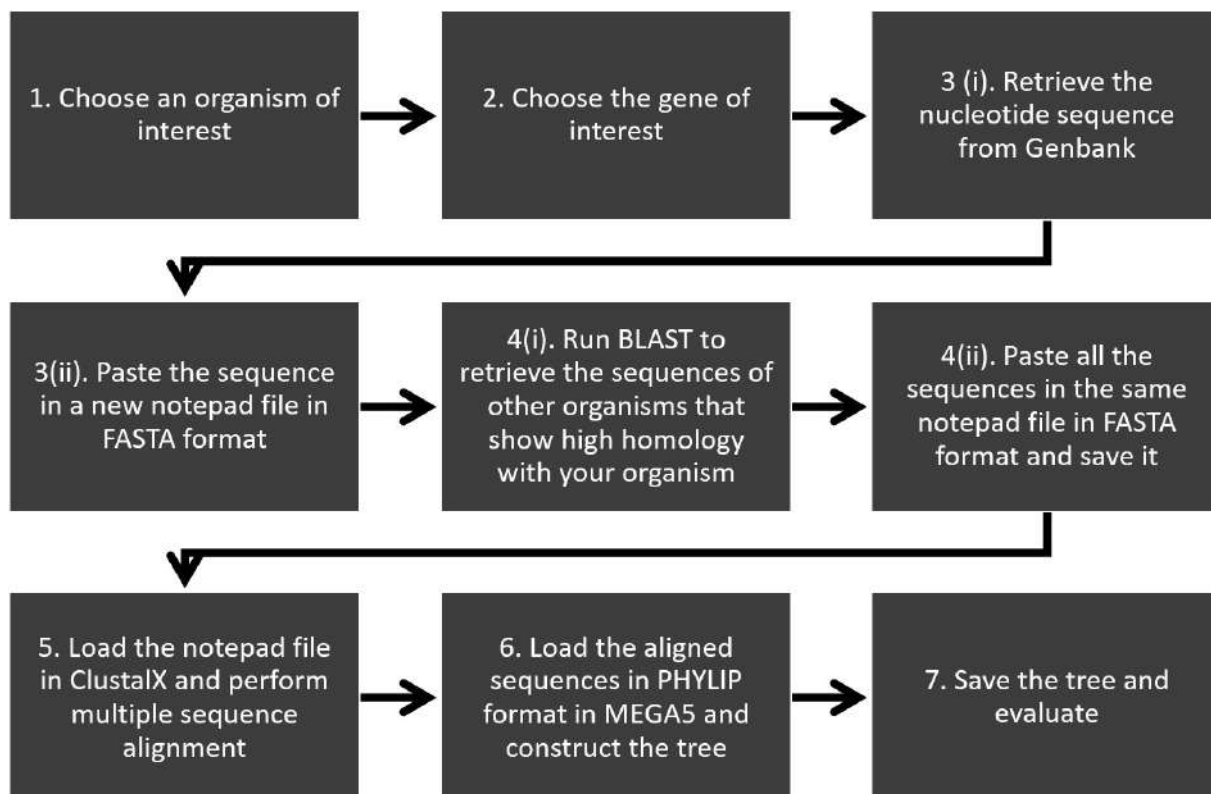 1. Choose an organism of
interest
2. Choose the gene of
interest
3 (i). Retrieve the
nucleotide sequence
from Genbank
3(ii). Paste the sequence
in a new notepad file in
FASTA format
4(i). Run BLAST to
retrieve the sequences of
other organisms that
show high homology
with your organism
4(ii). Paste all the
sequences in the same
notepad file in FASTA
format and save it
5. Load the notepad file
in ClustalX and perform
multiple sequence
alignment
6. Load the aligned
sequences in PHYLIP
format in MEGA5 and
construct the tree
7. Save the tree and
evaluate